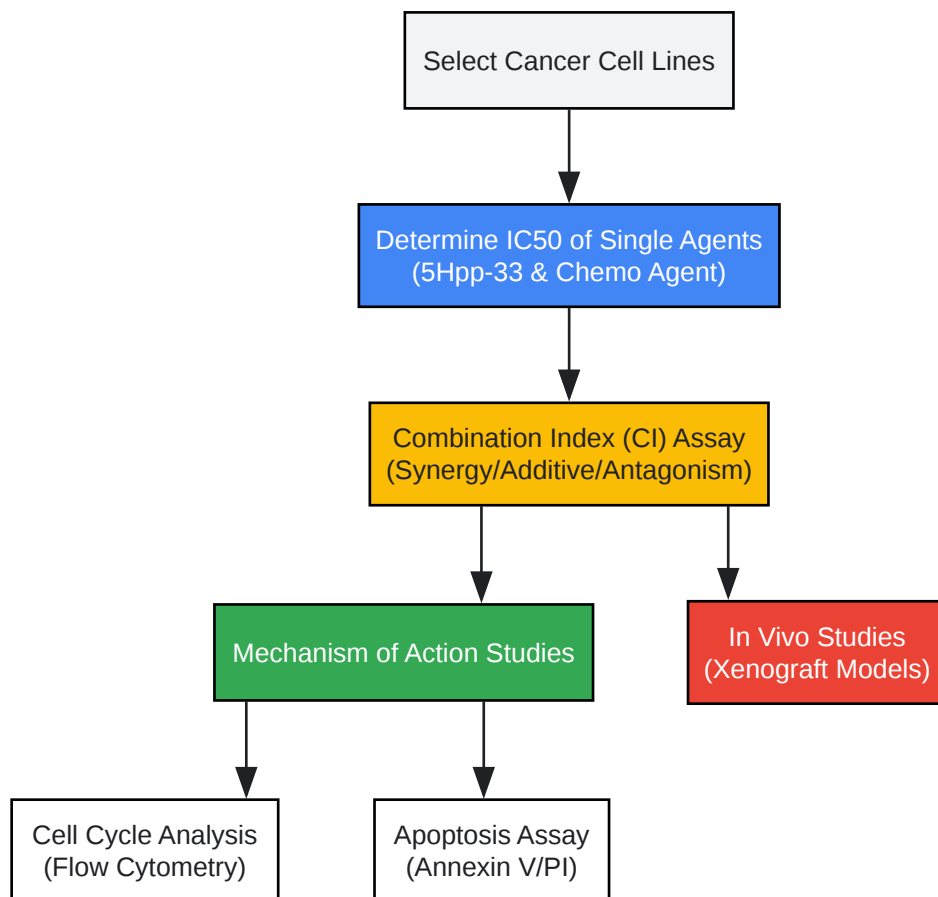 Select Cancer Cell Lines
Determine IC50 of Single Agents
(5Hpp-33 & Chemo Agent)
Combination Index (CI) Assay
(Synergy/Additive/Antagonism)
Mechanism of Action Studies
In Vivo Studies
(Xenograft Models)
Cell Cycle Analysis
(Flow Cytometry)
Apoptosis Assay
(Annexin V/PI)